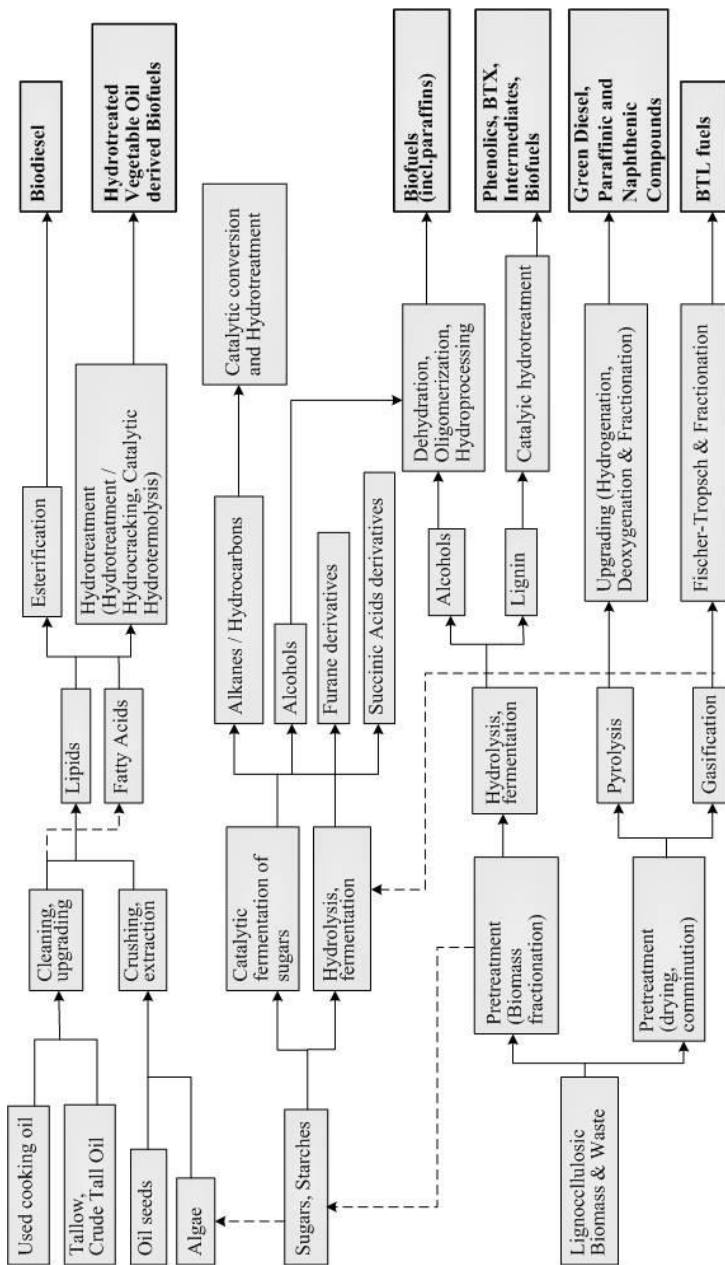 Used cooking oil
Tallow,
Crude Tall Oil
Oil seeds
Algae
Sugars, Starches
Lignocellulosic
Biomass & Waste
Cleaning,
upgrading
Crushing,
extraction
Catalytic
fermentation of
sugars
Hydrolysis,
fermentation
Pretreatment
(Biomass
fractionation)
Pretreatment
(drying,
comminution)
Lipids
Fatty Acids
Hydrolysis,
fermentation
Pyrolysis
Gasification
Esterification
Hydrotreatment
(Hydrotreatment /
Hydrocracking, Catalytic
Hydrotermolysis)
Alkanes / Hydrocarbons
Alcohols
Furane derivatives
Succinic Acids derivatives
Alcohols
Lignin
Upgrading (Hydrogenation,
Deoxygenation & Fractionation)
Fischer-Tropsch & Fractionation
Catalytic conversion
and Hydrotreatment
Dehydration,
Oligomerization,
Hydroprocessing
Catalyic hydrotreatment
Biodiesel
Hydrotreated
Vegetable Oil
derived Biofuels
Biofuels
(incl.paraffins)
Phenolics, BTX,
Intermediates,
Biofuels
Green Diesel,
Paraffinic and
Naphthenic
Compounds
BTL fuels